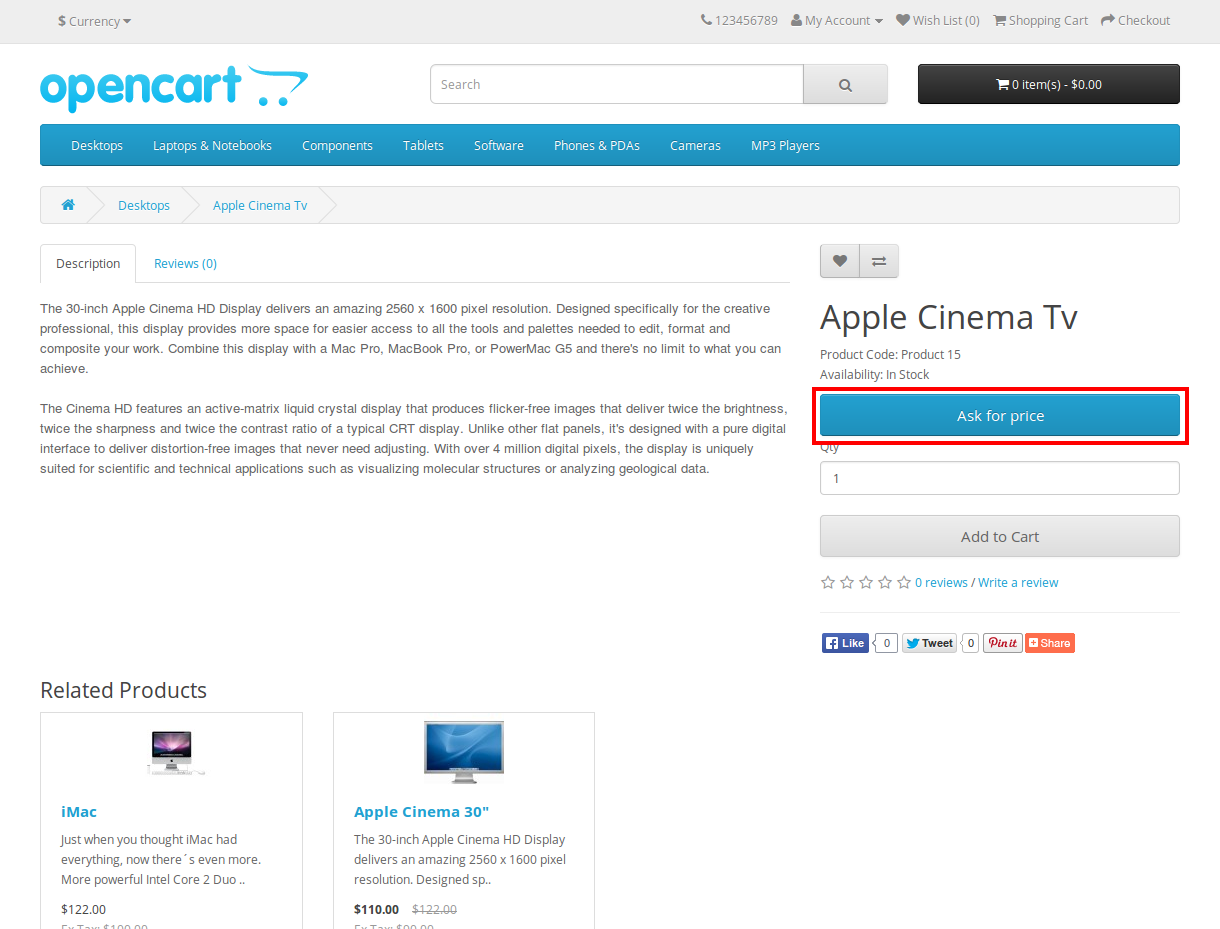 $ Currency
123456789 My Account Wish List (0) Shopping Cart Checkout
opencart
Search
0 item(s) - $0.00
Desktops Laptops & Notebooks Components Tablets Software Phones & PDAs Cameras MP3 Players
Desktops Apple Cinema Tv
Description Reviews (0)
The 30-inch Apple Cinema HD Display delivers an amazing 2560 x 1600 pixel resolution. Designed specifically for the creative
professional, this display provides more space for easier access to all the tools and palettes needed to edit, format and
composite your work. Combine this display with a Mac Pro, MacBook Pro, or PowerMac G5 and there's no limit to what you can
achieve.
The Cinema HD features an active-matrix liquid crystal display that produces flicker-free images that deliver twice the brightness,
twice the sharpness and twice the contrast ratio of a typical CRT display. Unlike other flat panels, it's designed with a pure digital
interface to deliver distortion-free images that never need adjusting. With over 4 million digital pixels, the display is uniquely
suited for scientific and technical applications such as visualizing molecular structures or analyzing geological data.
Apple Cinema Tv
Product Code: Product 15
Availability: In Stock
Ask for price
Qty
1
Add to Cart
0 reviews / Write a review
Like 0 Tweet 0 Pin it Share
Related Products
iMac
Just when you thought iMac had
everything, now there´s even more.
More powerful Intel Core 2 Duo ..
$122.00
Ex Tax: $100.00
Apple Cinema 30"
The 30-inch Apple Cinema HD Display
delivers an amazing 2560 x 1600 pixel
resolution. Designed sp..
$110.00 $122.00
Ex Tax: $90.00